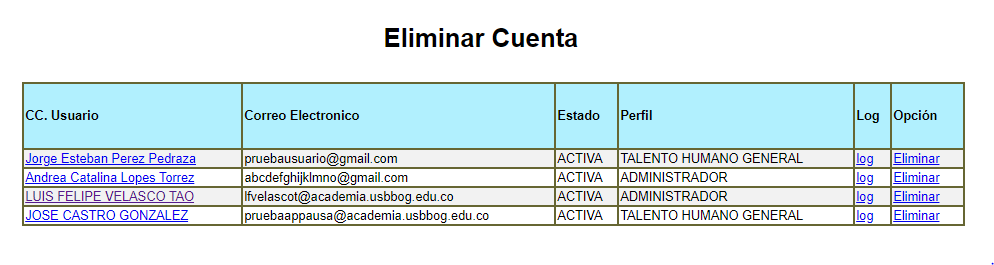 Eliminar Cuenta
CC. Usuario Correo Electronico Estado Perfil Log Opción
Jorge Esteban Perez Pedraza pruebausuario@gmail.com ACTIVA TALENTO HUMANO GENERAL log Eliminar
Andrea Catalina Lopes Torrez abcdefghijklmno@gmail.com ACTIVA ADMINISTRADOR log Eliminar
LUIS FELIPE VELASCO TAO lfvelascot@academia.usbbog.edu.co ACTIVA ADMINISTRADOR log Eliminar
JOSE CASTRO GONZALEZ pruebaappausa@academia.usbbog.edu.co ACTIVA TALENTO HUMANO GENERAL log Eliminar
.